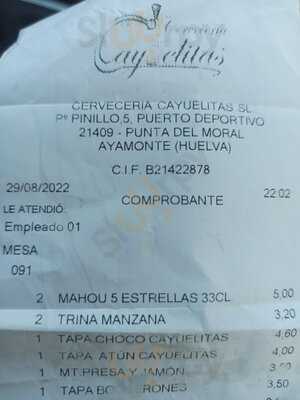 Cervecería
Cayuelitas
CERVECERIA CAYUELITAS SL
Pº PINILLO,5, PUERTO DEPORTIVO
21409 - PUNTA DEL MORAL
AYAMONTE (HUELVA)
C.I.F. B21422878
29/08/2022 COMPROBANTE 22:02
LE ATENDIÓ:
Empleado 01
MESA
091
2 MAHOU 5 ESTRELLAS 33CL 5,00
2 TRINA MANZANA 3,20
1 TAPA CHOCO CAYUELITAS 4,60
1 TAPA ATÚN CAYUELITAS 4,00
1 MT.PRESA Y JAMÓN
1 TAPA 3,50